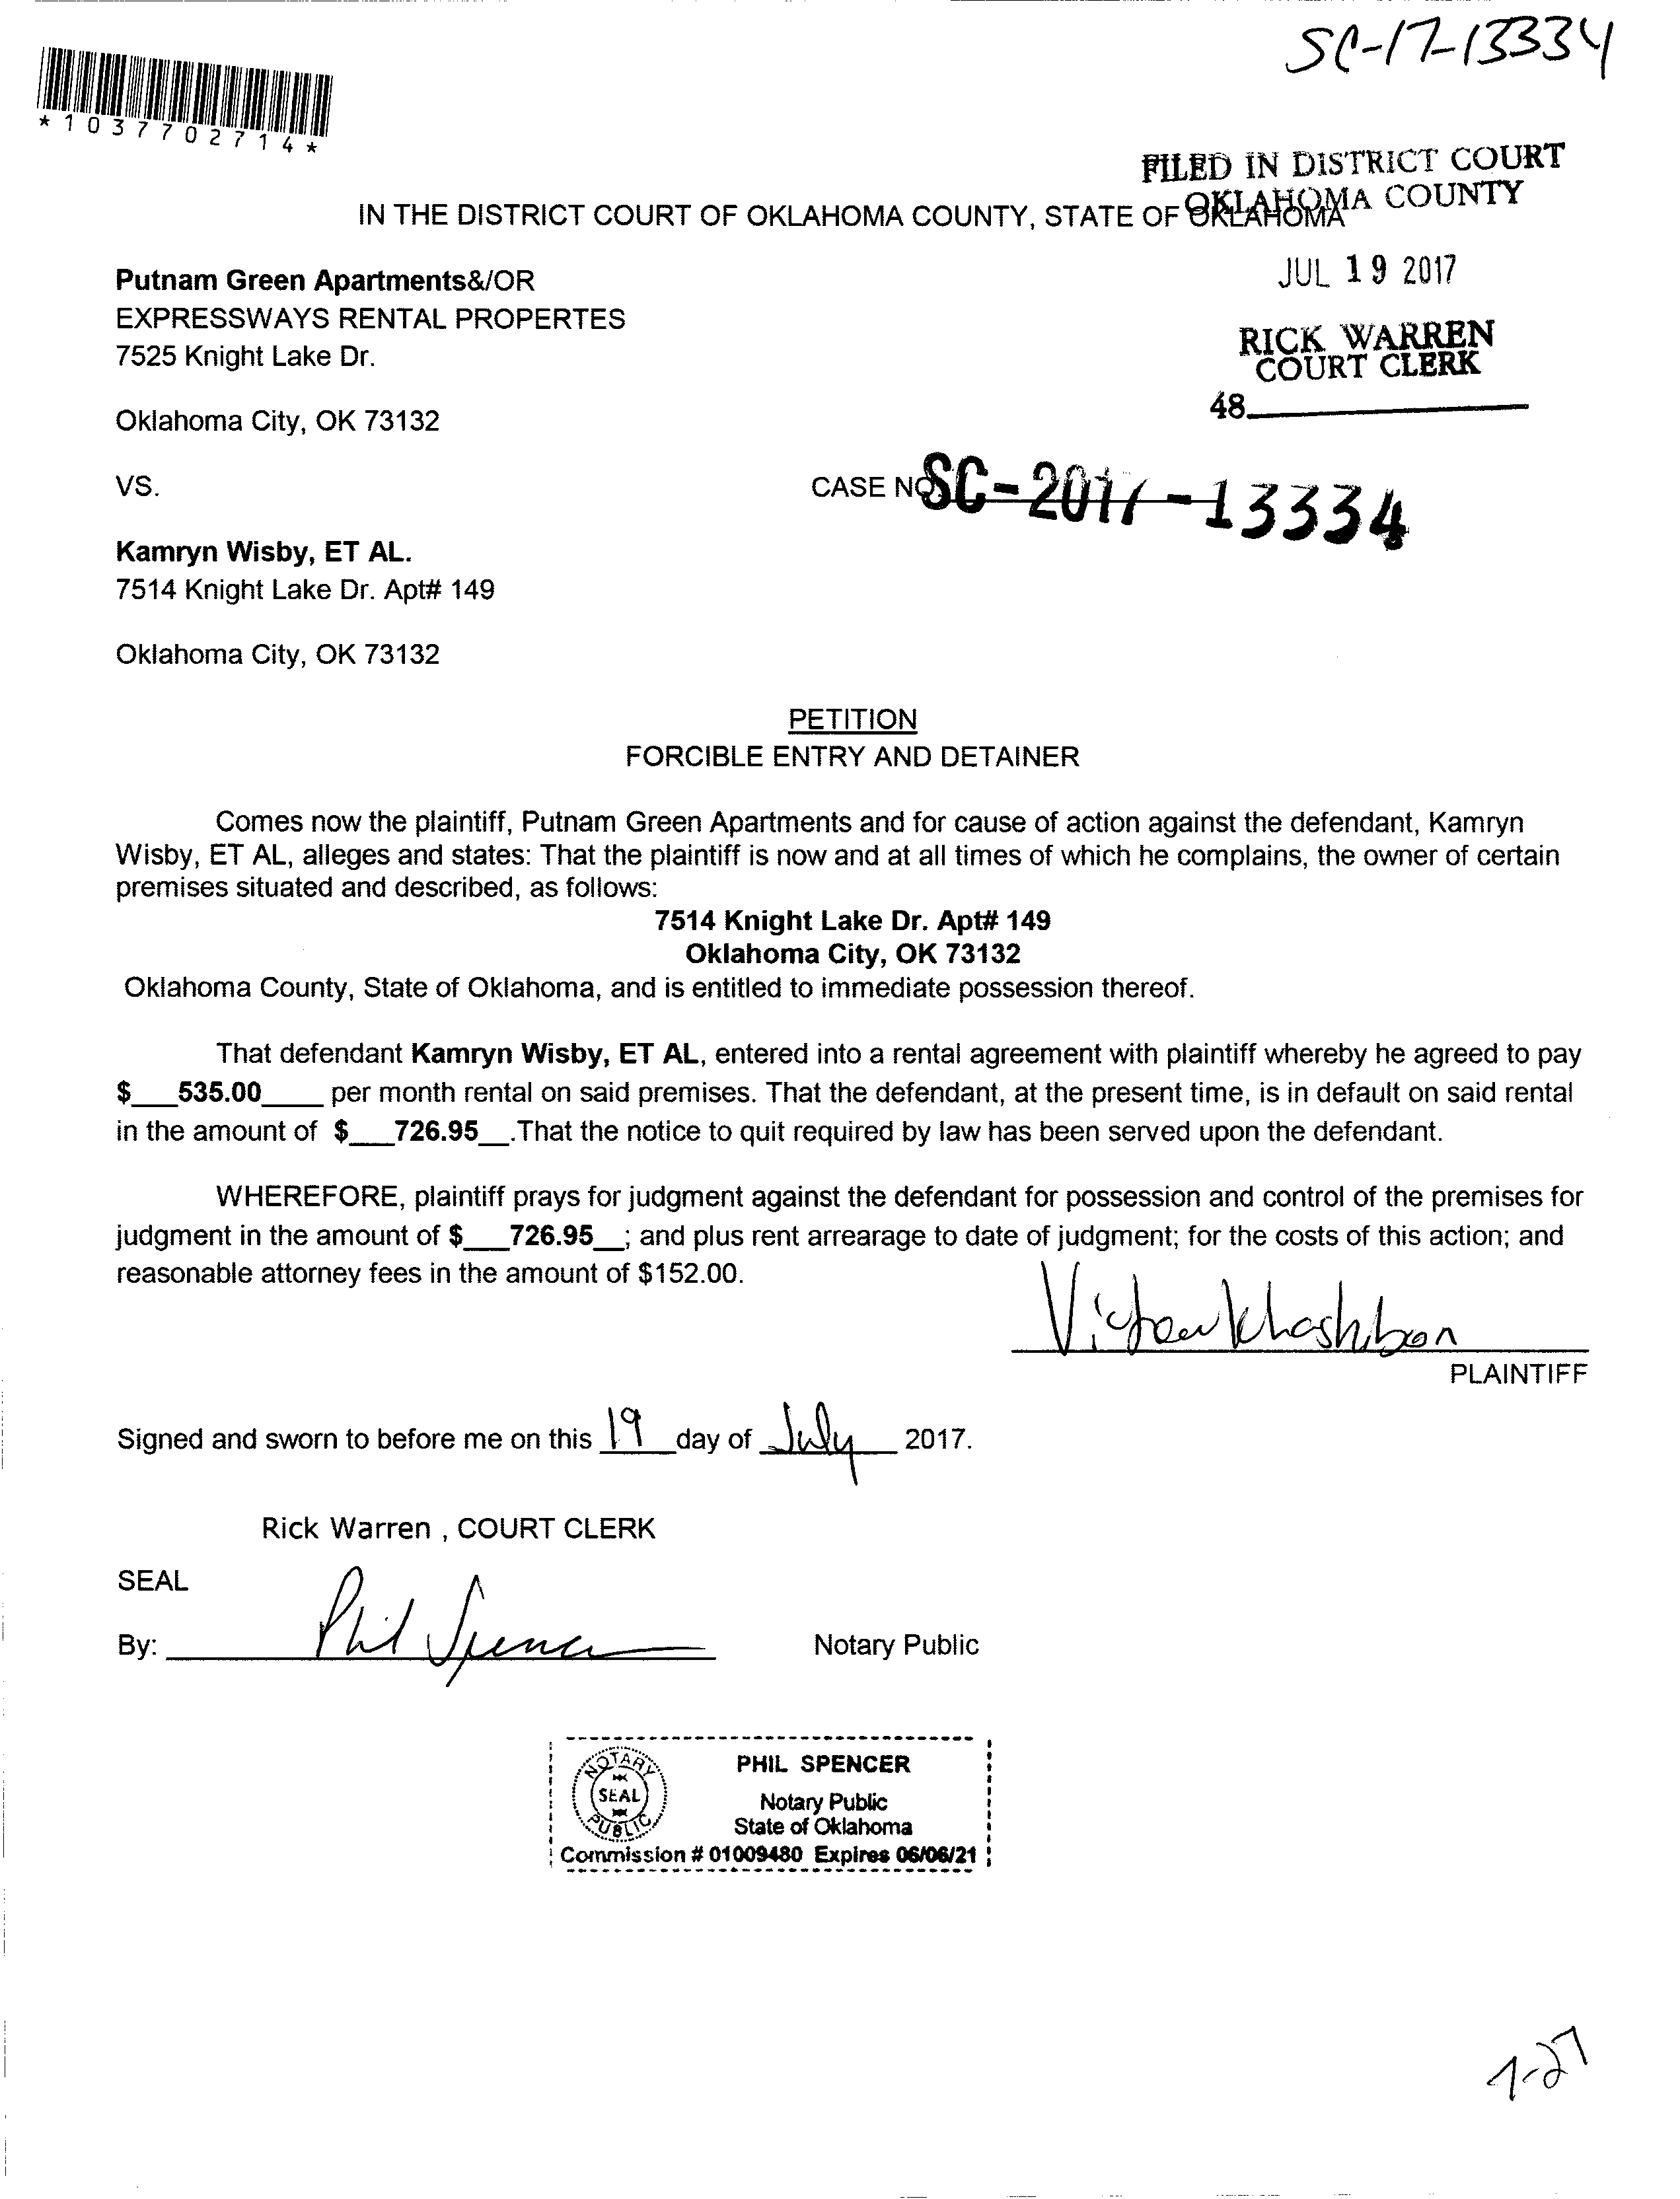 SC-17-13334
*1037702714*
FILED IN DISTRICT COURT
OKLAHOMA COUNTY
IN THE DISTRICT COURT OF OKLAHOMA COUNTY, STATE OF OKLAHOMA
JUL 19 2017
Putnam Green Apartments&/OR
EXPRESSWAYS RENTAL PROPERTES
RICK WARREN
COURT CLERK
7525 Knight Lake Dr.
48
Oklahoma City, OK 73132
VS.
CASE NO SC-2017-13334
Kamryn Wisby, ET AL.
7514 Knight Lake Dr. Apt# 149
Oklahoma City, OK 73132
PETITION
FORCIBLE ENTRY AND DETAINER
Comes now the plaintiff, Putnam Green Apartments and for cause of action against the defendant, Kamryn
Wisby, ET AL, alleges and states: That the plaintiff is now and at all times of which he complains, the owner of certain
premises situated and described, as follows:
7514 Knight Lake Dr. Apt# 149
Oklahoma City, OK 73132
Oklahoma County, State of Oklahoma, and is entitled to immediate possession thereof.
That defendant Kamryn Wisby, ET AL, entered into a rental agreement with plaintiff whereby he agreed to pay
$___535.00____ per month rental on said premises. That the defendant, at the present time, is in default on said rental
in the amount of $___726.95__.That the notice to quit required by law has been served upon the defendant.
WHEREFORE, plaintiff prays for judgment against the defendant for possession and control of the premises for
judgment in the amount of $___726.95__; and plus rent arrearage to date of judgment; for the costs of this action; and
reasonable attorney fees in the amount of $152.00.
PLAINTIFF
Signed and sworn to before me on this 19 day of July 2017.
Rick Warren , COURT CLERK
SEAL
By: Phil Spencer Notary Public
NOTARY PUBLIC SEAL
PHIL SPENCER
Notary Public
State of Oklahoma
Commission # 01009480 Expires 06/06/21
7-27